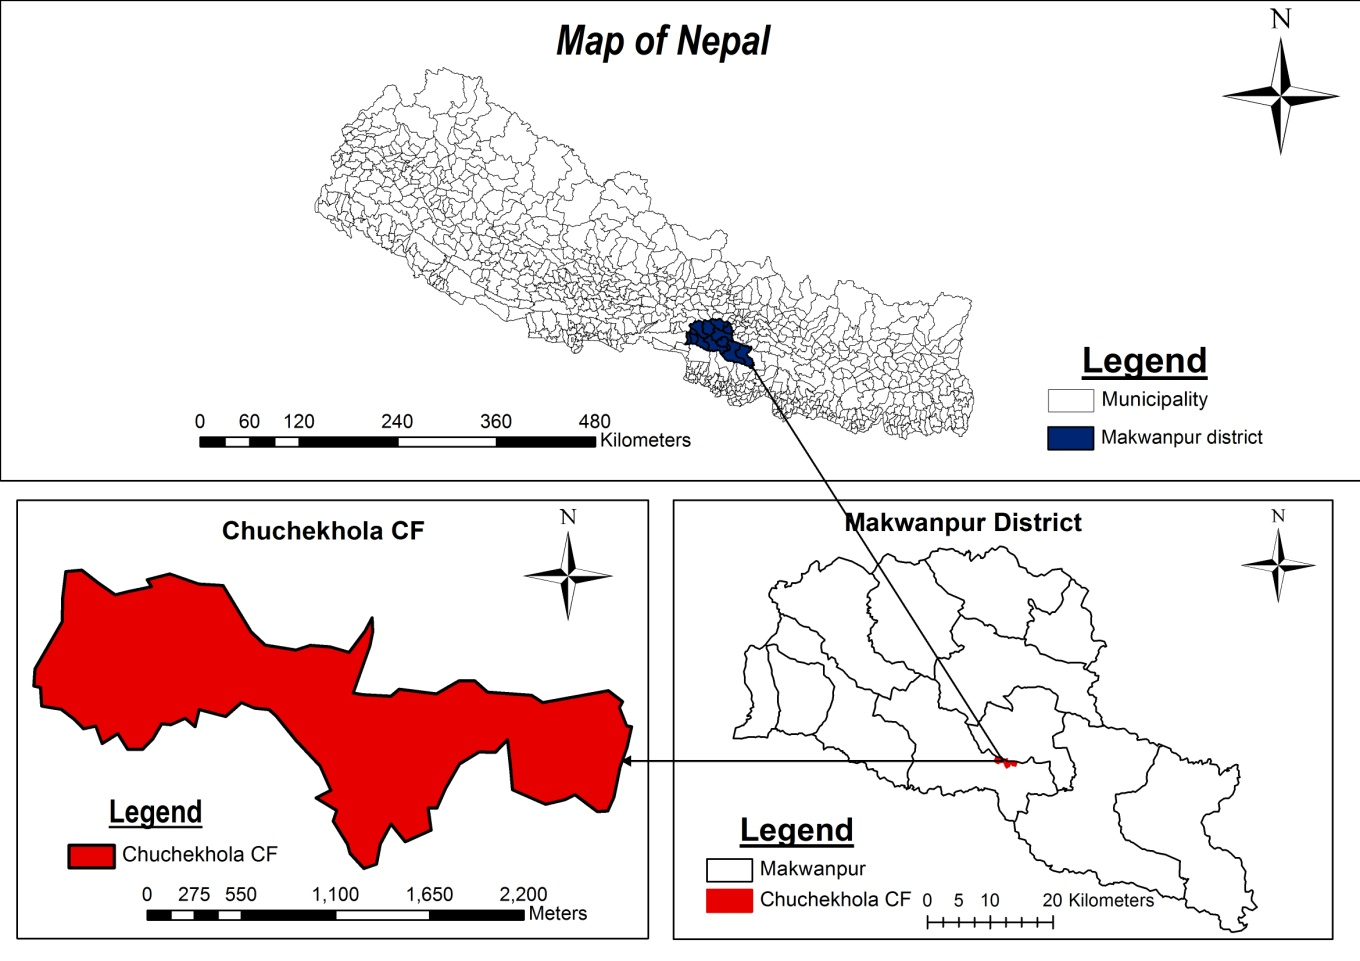 Map of Nepal
N
Legend
Municipality
Makwanpur district
0 60 120 240 360 480
Kilometers
Chuchekhola CF
N
Legend
Chuchekhola CF
0 275 550 1,100 1,650 2,200
Meters
Makwanpur District
N
Legend
Makwanpur
Chuchekhola CF
0 5 10 20 Kilometers